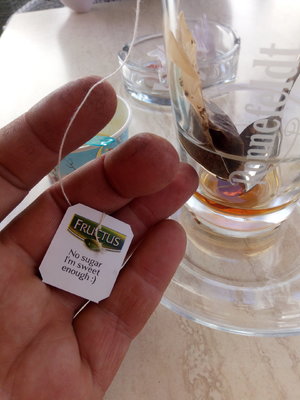 FRUCTUS
No sugar
I'm sweet
enough :)